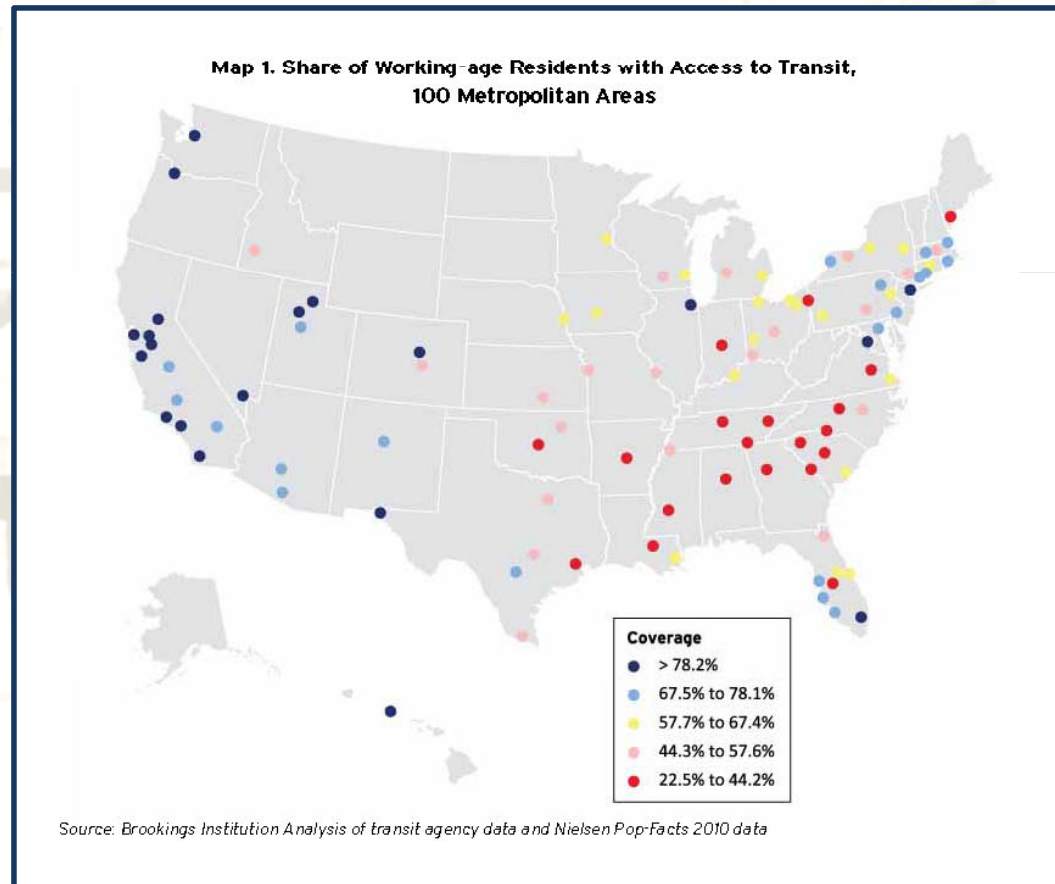 Map 1. Share of Working-age Residents with Access to Transit,
100 Metropolitan Areas
Coverage
> 78.2%
67.5% to 78.1%
57.7% to 67.4%
44.3% to 57.6%
22.5% to 44.2%
Source: Brookings Institution Analysis of transit agency data and Nielsen Pop-Facts 2010 data